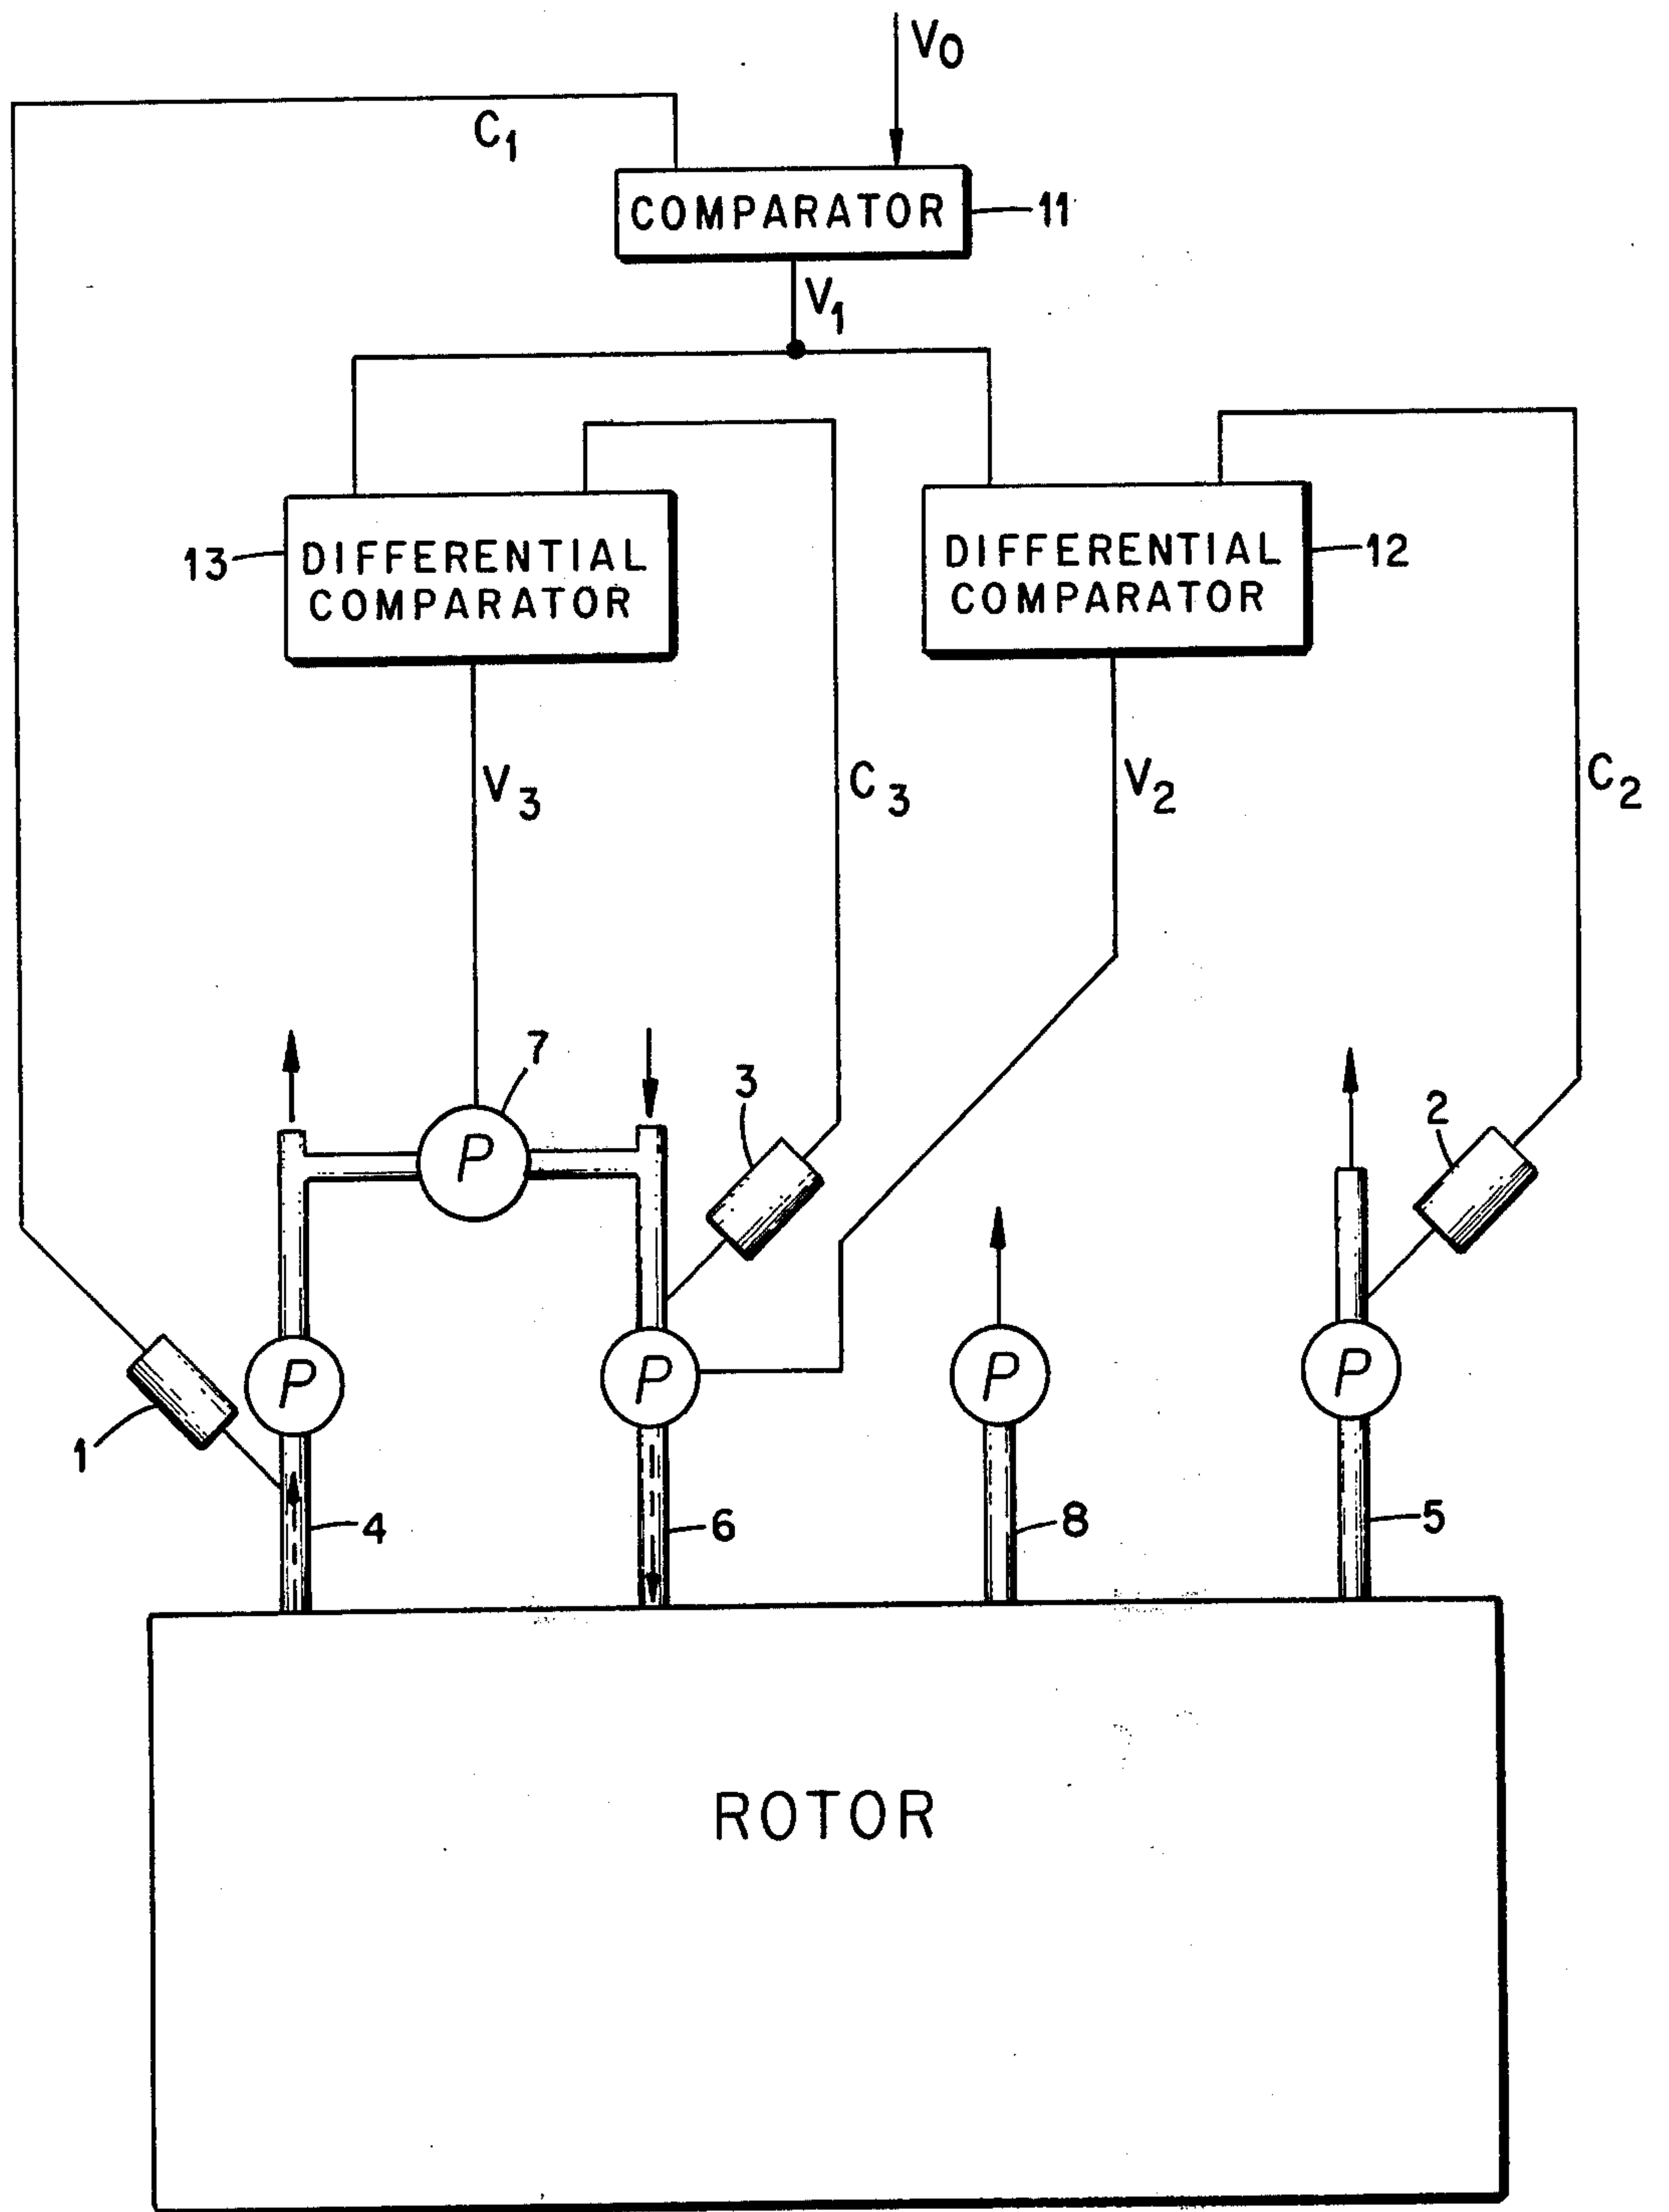 V0
C1
COMPARATOR
11
V1
13
DIFFERENTIAL
COMPARATOR
DIFFERENTIAL
COMPARATOR
12
V3
C3
V2
C2
7
3
2
P
1
P
P
P
P
4
6
8
5
ROTOR